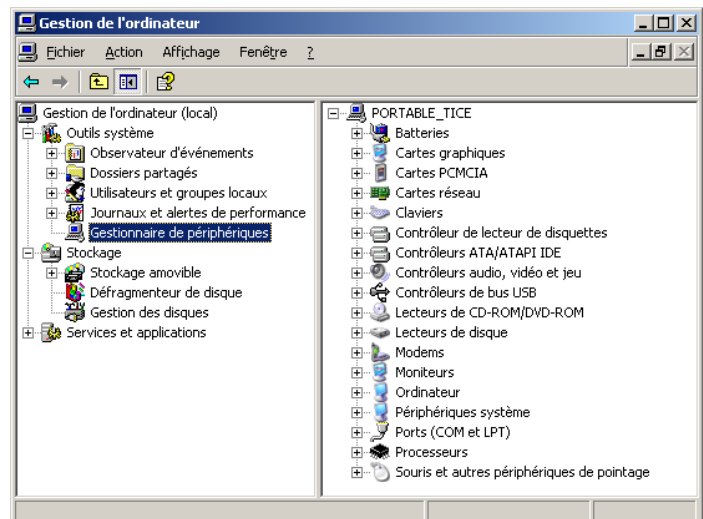 Gestion de l'ordinateur
Fichier Action Affichage Fenêtre ?
Gestion de l'ordinateur (local)
Outils système
Observateur d'événements
Dossiers partagés
Utilisateurs et groupes locaux
Journaux et alertes de performance
Gestionnaire de périphériques
Stockage
Stockage amovible
Défragmenteur de disque
Gestion des disques
Services et applications
PORTABLE_TICE
Batteries
Cartes graphiques
Cartes PCMCIA
Cartes réseau
Claviers
Contrôleur de lecteur de disquettes
Contrôleurs ATA/ATAPI IDE
Contrôleurs audio, vidéo et jeu
Contrôleurs de bus USB
Lecteurs de CD-ROM/DVD-ROM
Lecteurs de disque
Modems
Moniteurs
Ordinateur
Périphériques système
Ports (COM et LPT)
Processeurs
Souris et autres périphériques de pointage